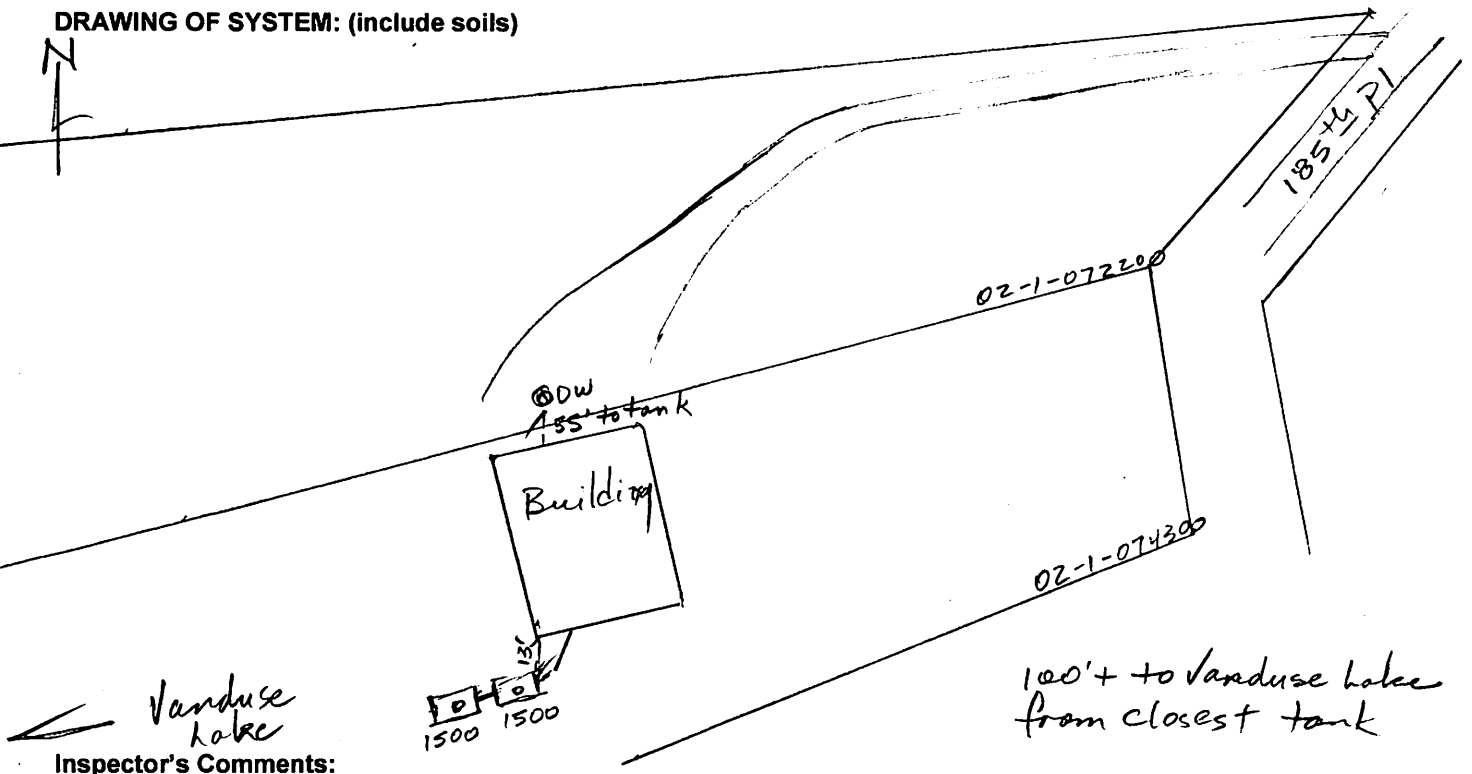 DRAWING OF SYSTEM: (include soils)
N
185th Pl
02-1-072200
DW
55' to tank
Building
02-1-074300
13'
1500
1500
Vanduse
Lake
100'+ to Vanduse Lake
from closest tank
Inspector's Comments: